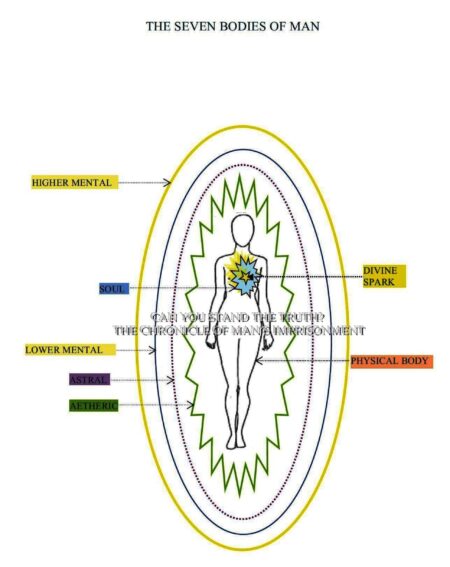 THE SEVEN BODIES OF MAN
HIGHER MENTAL
DIVINE
SPARK
SOUL
CAN YOU STAND THE TRUTH?
THE CHRONICLE OF MAN'S IMPRISONMENT
LOWER MENTAL
PHYSICAL BODY
ASTRAL
AETHERIC